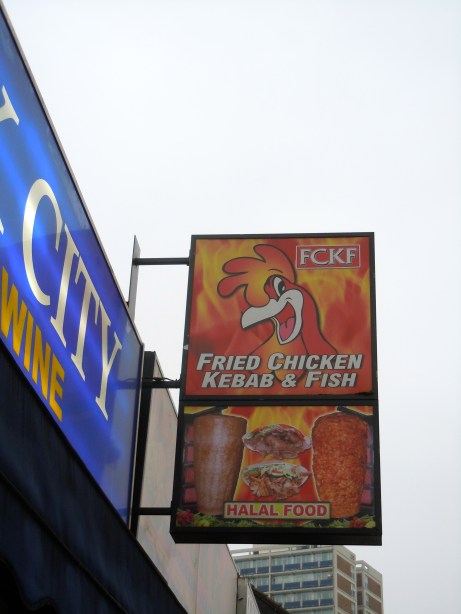 CITY
WINE
FCKF
FRIED CHICKEN
KEBAB & FISH
HALAL FOOD